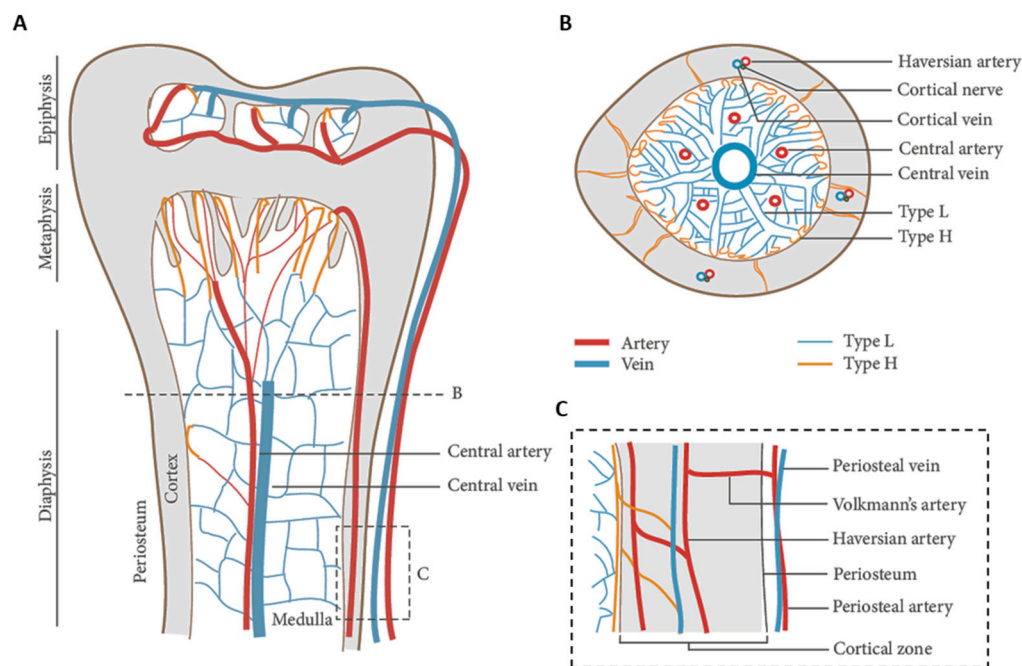 A
Epiphysis
Metaphysis
Diaphysis
Periosteum
Cortex
B
Central artery
Central vein
C
Medulla
B
Haversian artery
Cortical nerve
Cortical vein
Central artery
Central vein
Type L
Type H
Artery
Vein
Type L
Type H
C
Periosteal vein
Volkmann's artery
Haversian artery
Periosteum
Periosteal artery
Cortical zone